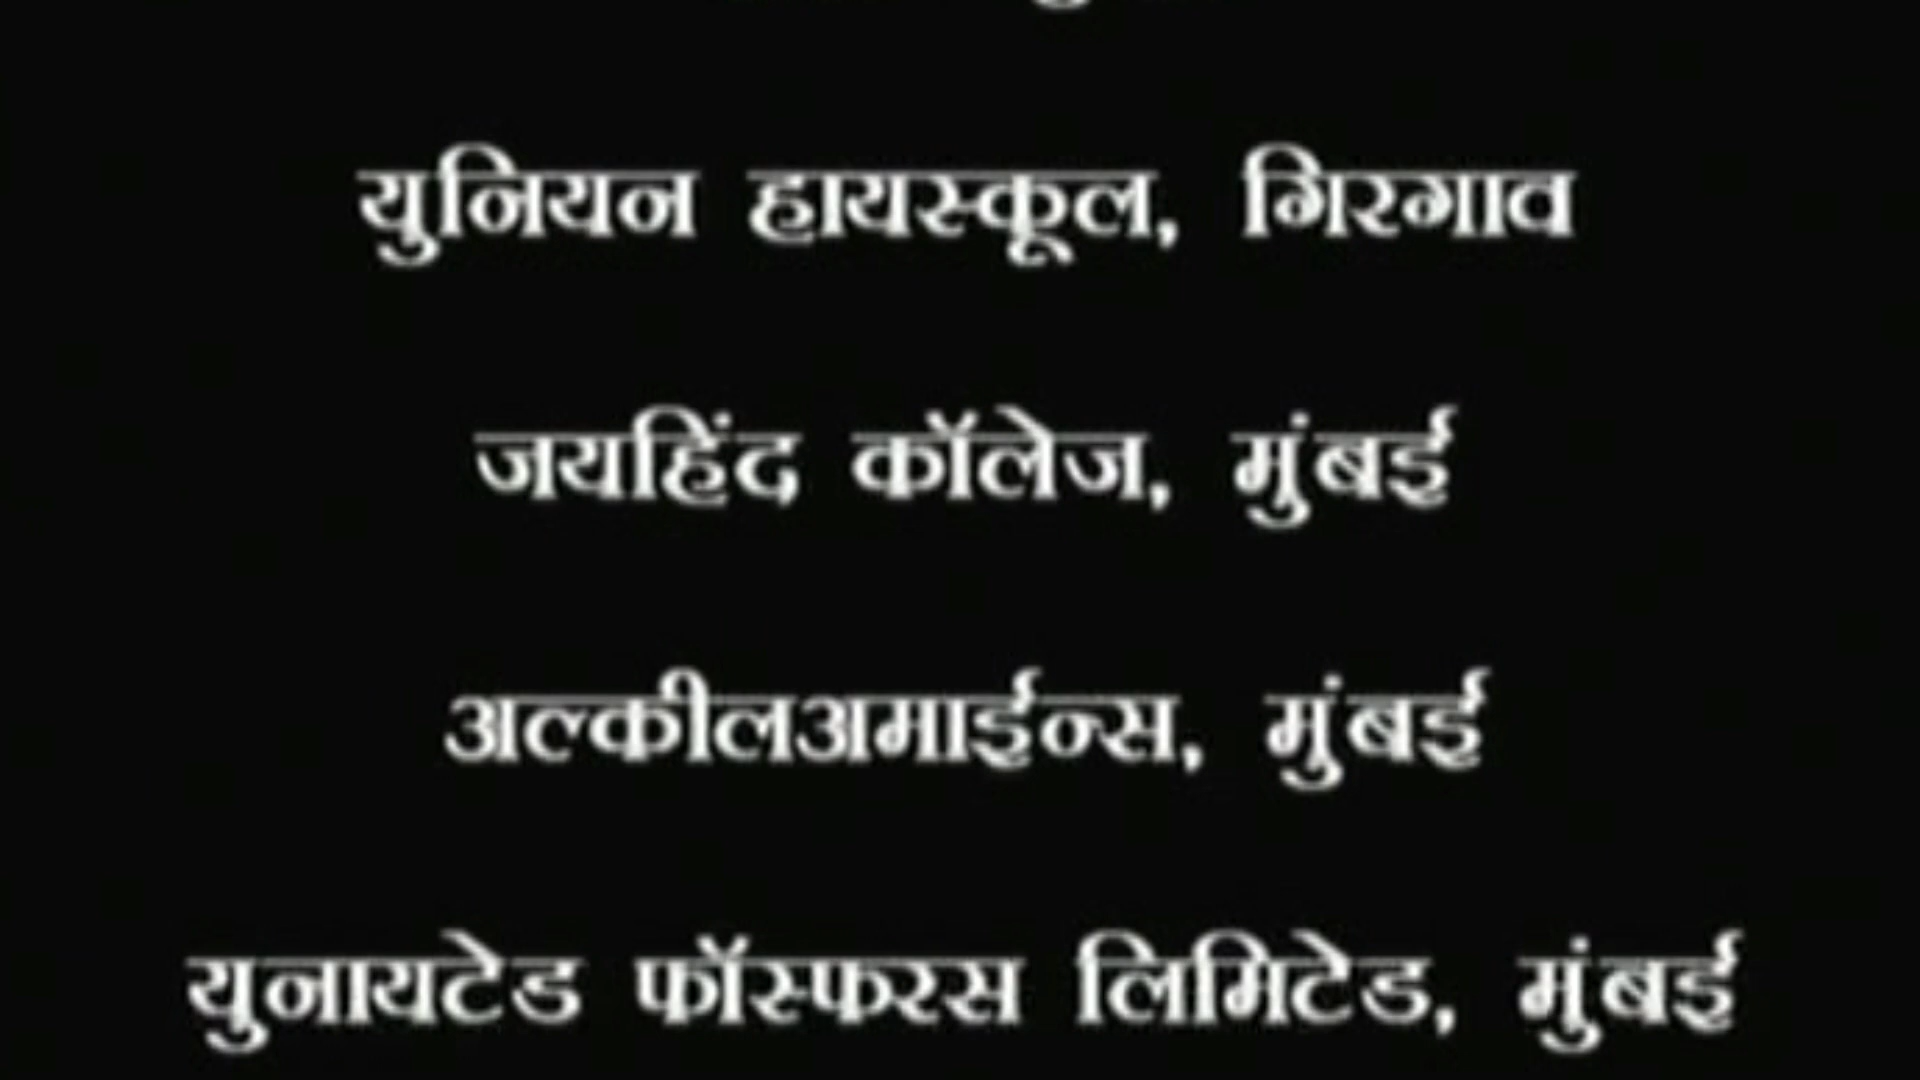 युनियन हायस्कूल, गिरगाव
जयहिंद कॉलेज, मुंबई
अल्कीलअमाईन्स, मुंबई
युनायटेड फॉस्फरस लिमिटेड, मुंबई